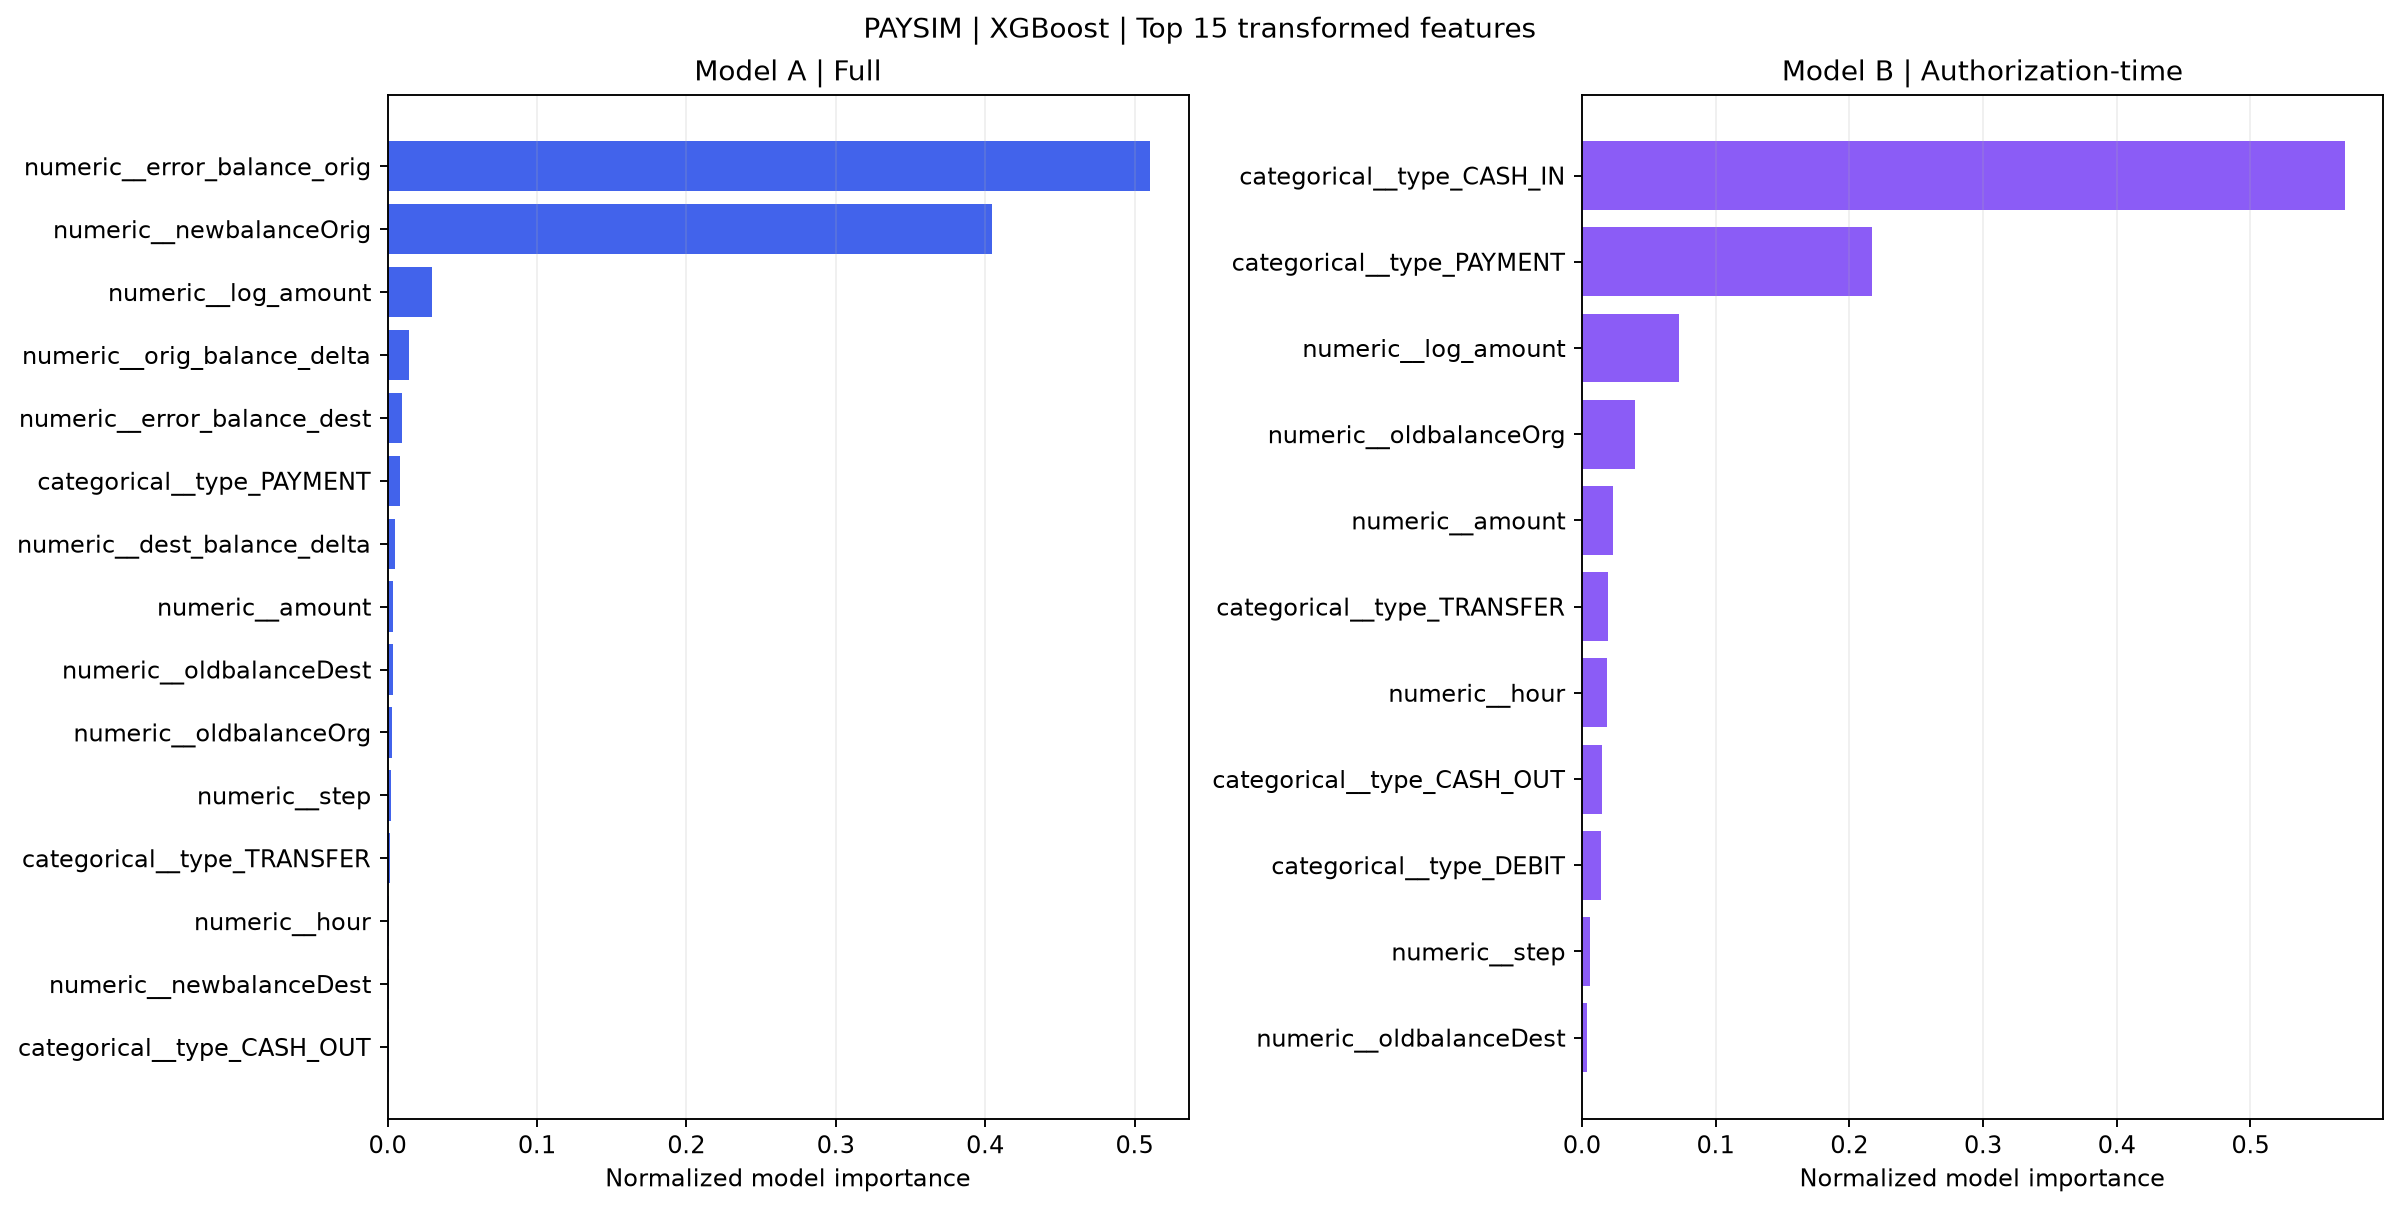 PAYSIM | XGBoost | Top 15 transformed features
Model A | Full
numeric__error_balance_orig
numeric__newbalanceOrig
numeric__log_amount
numeric__orig_balance_delta
numeric__error_balance_dest
categorical__type_PAYMENT
numeric__dest_balance_delta
numeric__amount
numeric__oldbalanceDest
numeric__oldbalanceOrg
numeric__step
categorical__type_TRANSFER
numeric__hour
numeric__newbalanceDest
categorical__type_CASH_OUT
0.0 0.1 0.2 0.3 0.4 0.5
Normalized model importance
Model B | Authorization-time
categorical__type_CASH_IN
categorical__type_PAYMENT
numeric__log_amount
numeric__oldbalanceOrg
numeric__amount
categorical__type_TRANSFER
numeric__hour
categorical__type_CASH_OUT
categorical__type_DEBIT
numeric__step
numeric__oldbalanceDest
0.0 0.1 0.2 0.3 0.4 0.5
Normalized model importance